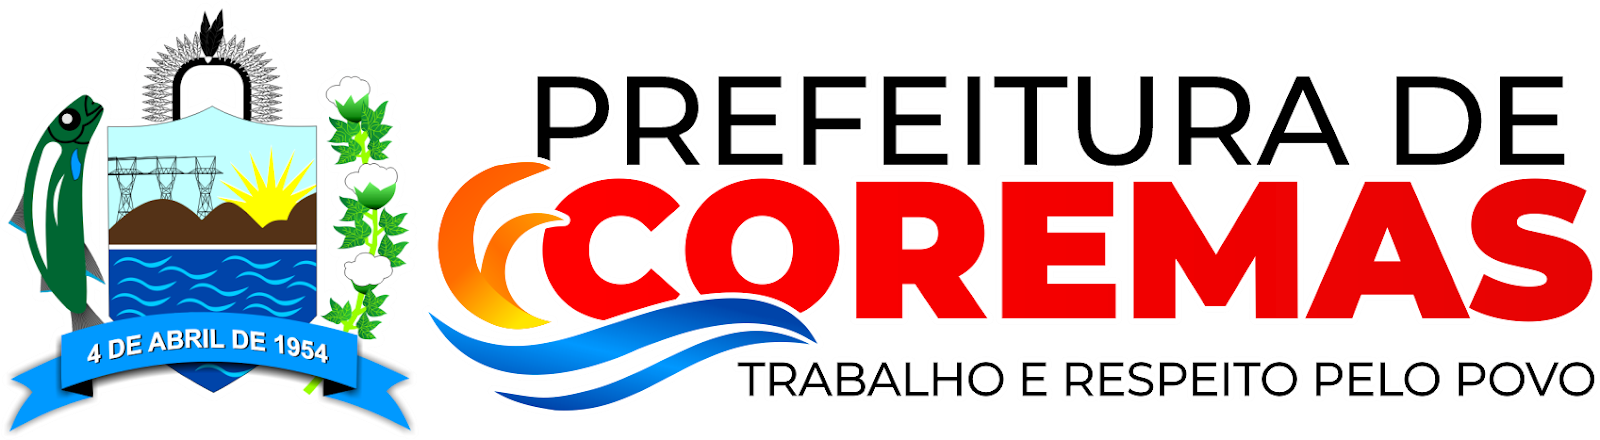 4 DE ABRIL DE 1954
PREFEITURA DE
COREMAS
TRABALHO E RESPEITO PELO POVO